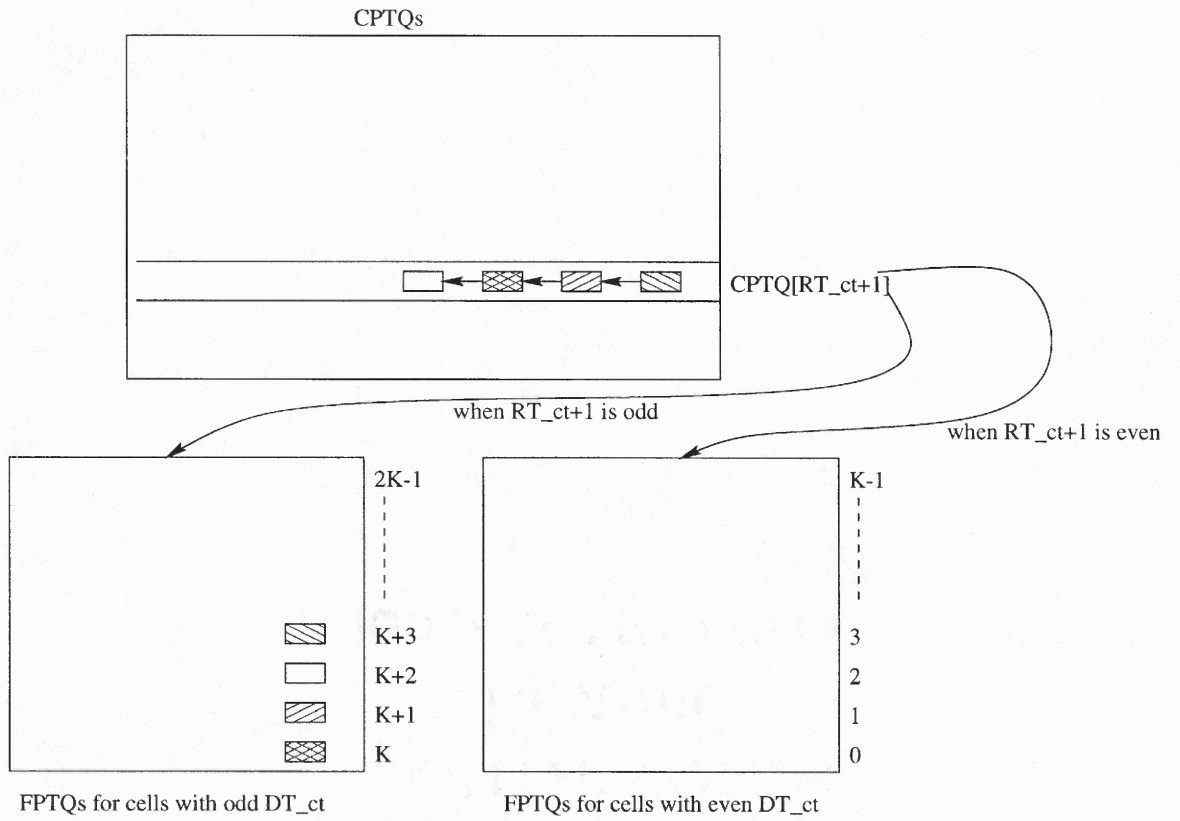 CPTQs
CPTQ[RT_ct+1]
when RT_ct+1 is odd
when RT_ct+1 is even
2K-1
K+3
K+2
K+1
K
K-1
3
2
1
0
FPTQs for cells with odd DT_ct
FPTQs for cells with even DT_ct